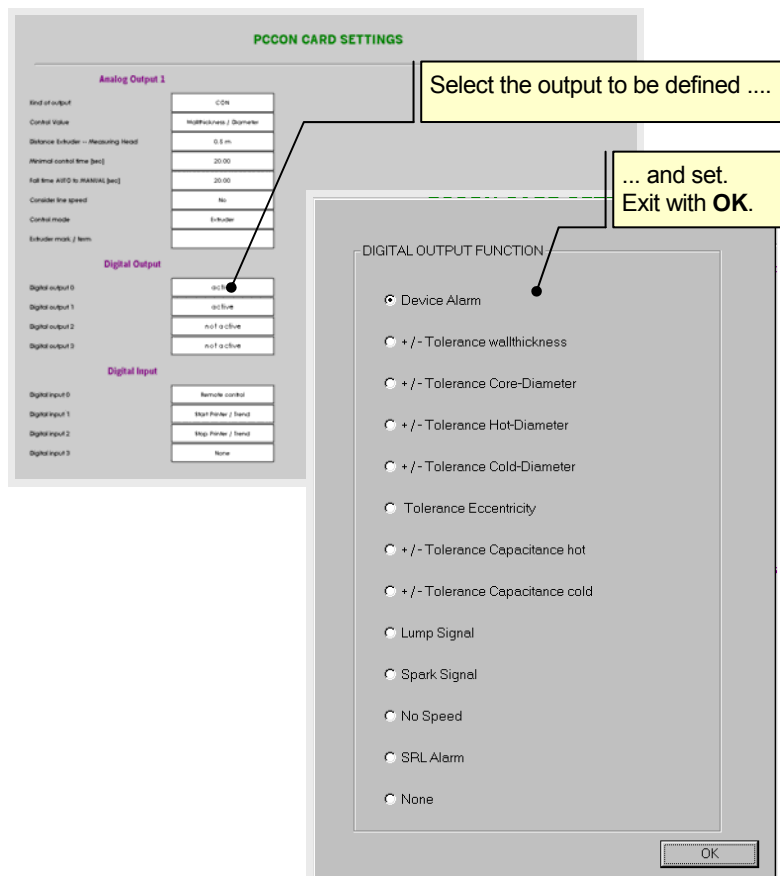 PCCON CARD SETTINGS
Analog Output 1
Kind of output CON
Control Value Wallthickness / Diameter
Distance Extruder -- Measuring Head 0.5 m
Minimal control time [sec] 20.00
Fall time AUTO to MANUAL [sec] 20.00
Consider line speed No
Control mode Extruder
Extruder mark. / term.
Digital Output
Digital output 0
Digital output 1 active
Digital output 2 not active
Digital output 3 not active
Digital Input
Digital input 0 Remote control
Digital input 1 Start Printer / Trend
Digital input 2 Stop Printer / Trend
Digital input 3 None
Select the output to be defined ....
... and set.
Exit with OK.
DIGITAL OUTPUT FUNCTION
Device Alarm
+/- Tolerance wallthickness
+/- Tolerance Core-Diameter
+/- Tolerance Hot-Diameter
+/- Tolerance Cold-Diameter
Tolerance Eccentricity
+/- Tolerance Capacitance hot
+/- Tolerance Capacitance cold
Lump Signal
Spark Signal
No Speed
SRL Alarm
None
OK